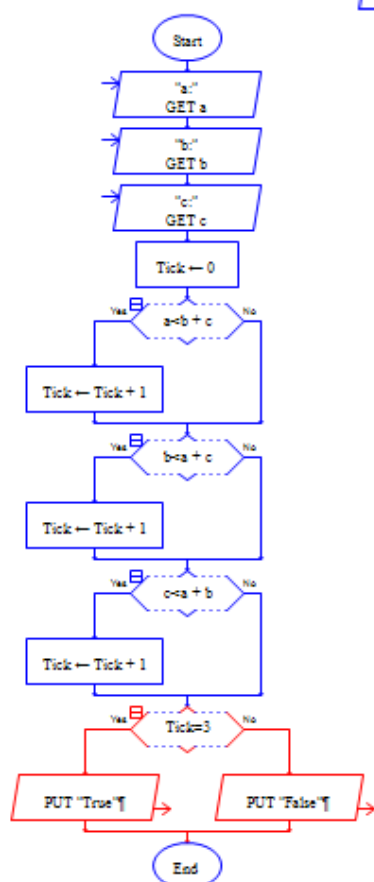 Start
"a:"
GET a
"b:"
GET b
"c:"
GET c
Tick ← 0
Yes a<b + c No
Tick ← Tick + 1
Yes b<a + c No
Tick ← Tick + 1
Yes c<a + b No
Tick ← Tick + 1
Yes Tick=3 No
PUT "True"¶ PUT "False"¶
End